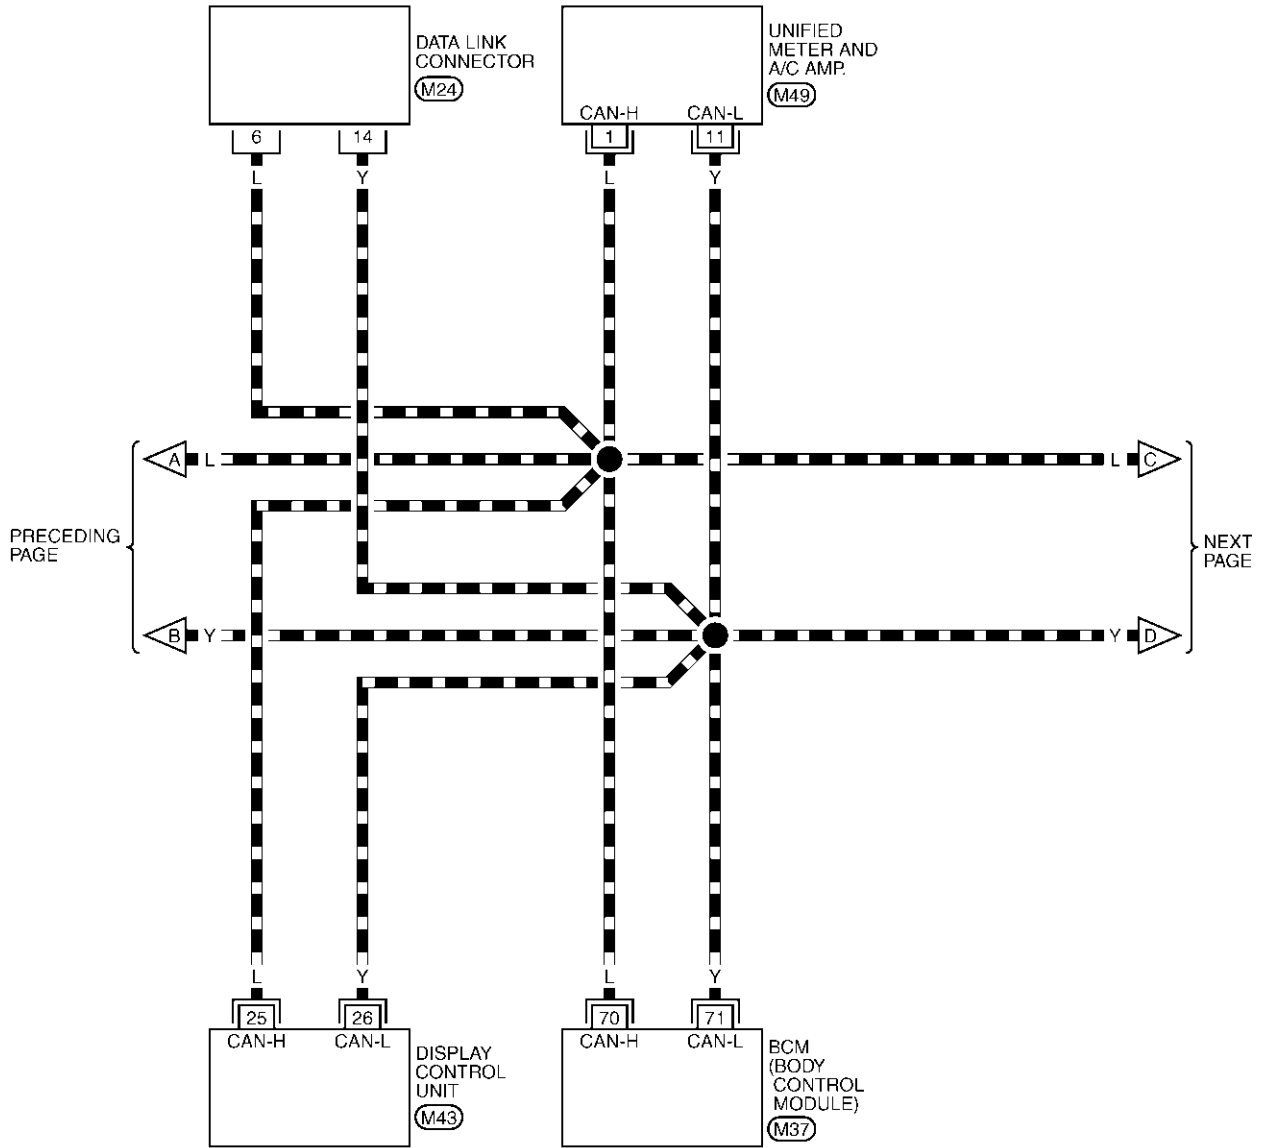 DATA LINK
CONNECTOR
M24
UNIFIED
METER AND
A/C AMP.
M49
CAN-H
CAN-L
6
14
1
11
L
Y
L
Y
A
L
L
C
PRECEDING
PAGE
NEXT
PAGE
B
Y
Y
D
L
Y
L
Y
25
26
70
71
CAN-H
CAN-L
CAN-H
CAN-L
DISPLAY
CONTROL
UNIT
M43
BCM
(BODY
CONTROL
MODULE)
M37